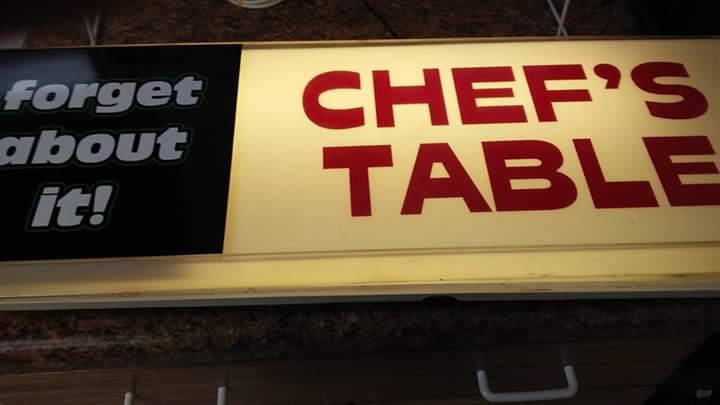 forget
about
it!
CHEF'S
TABLE